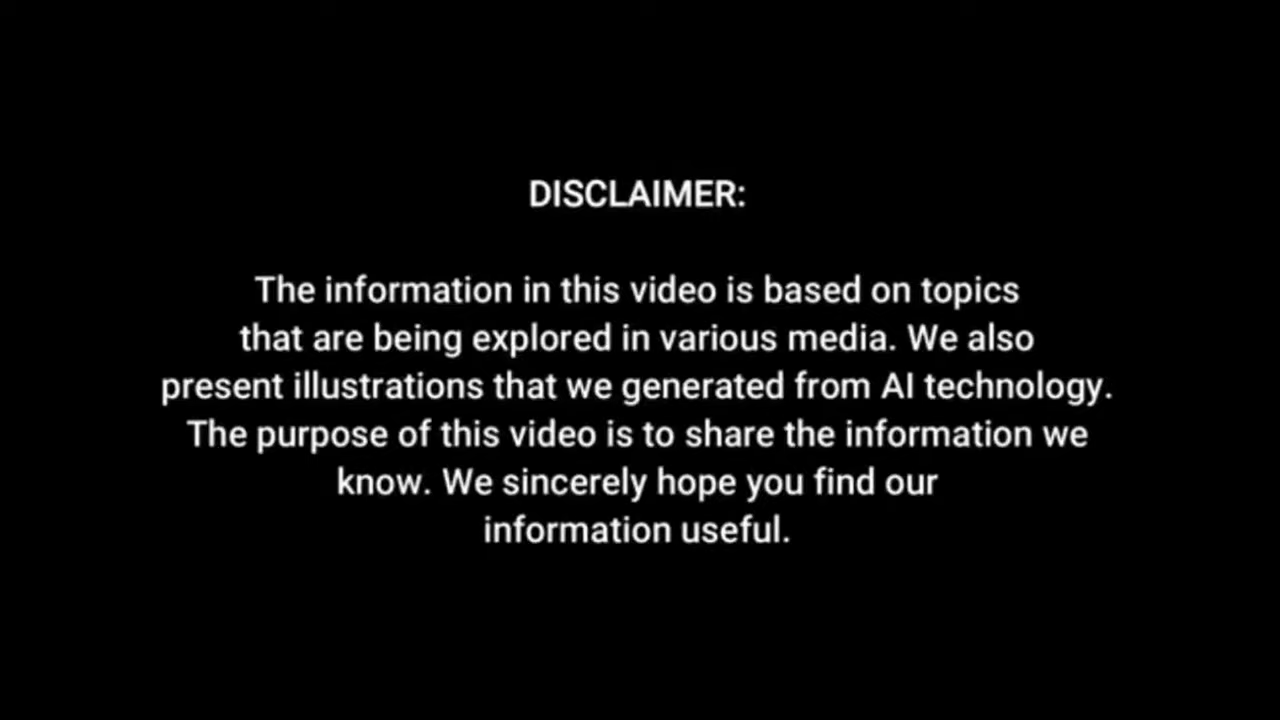 DISCLAIMER:
The information in this video is based on topics
that are being explored in various media. We also
present illustrations that we generated from AI technology.
The purpose of this video is to share the information we
know. We sincerely hope you find our
information useful.